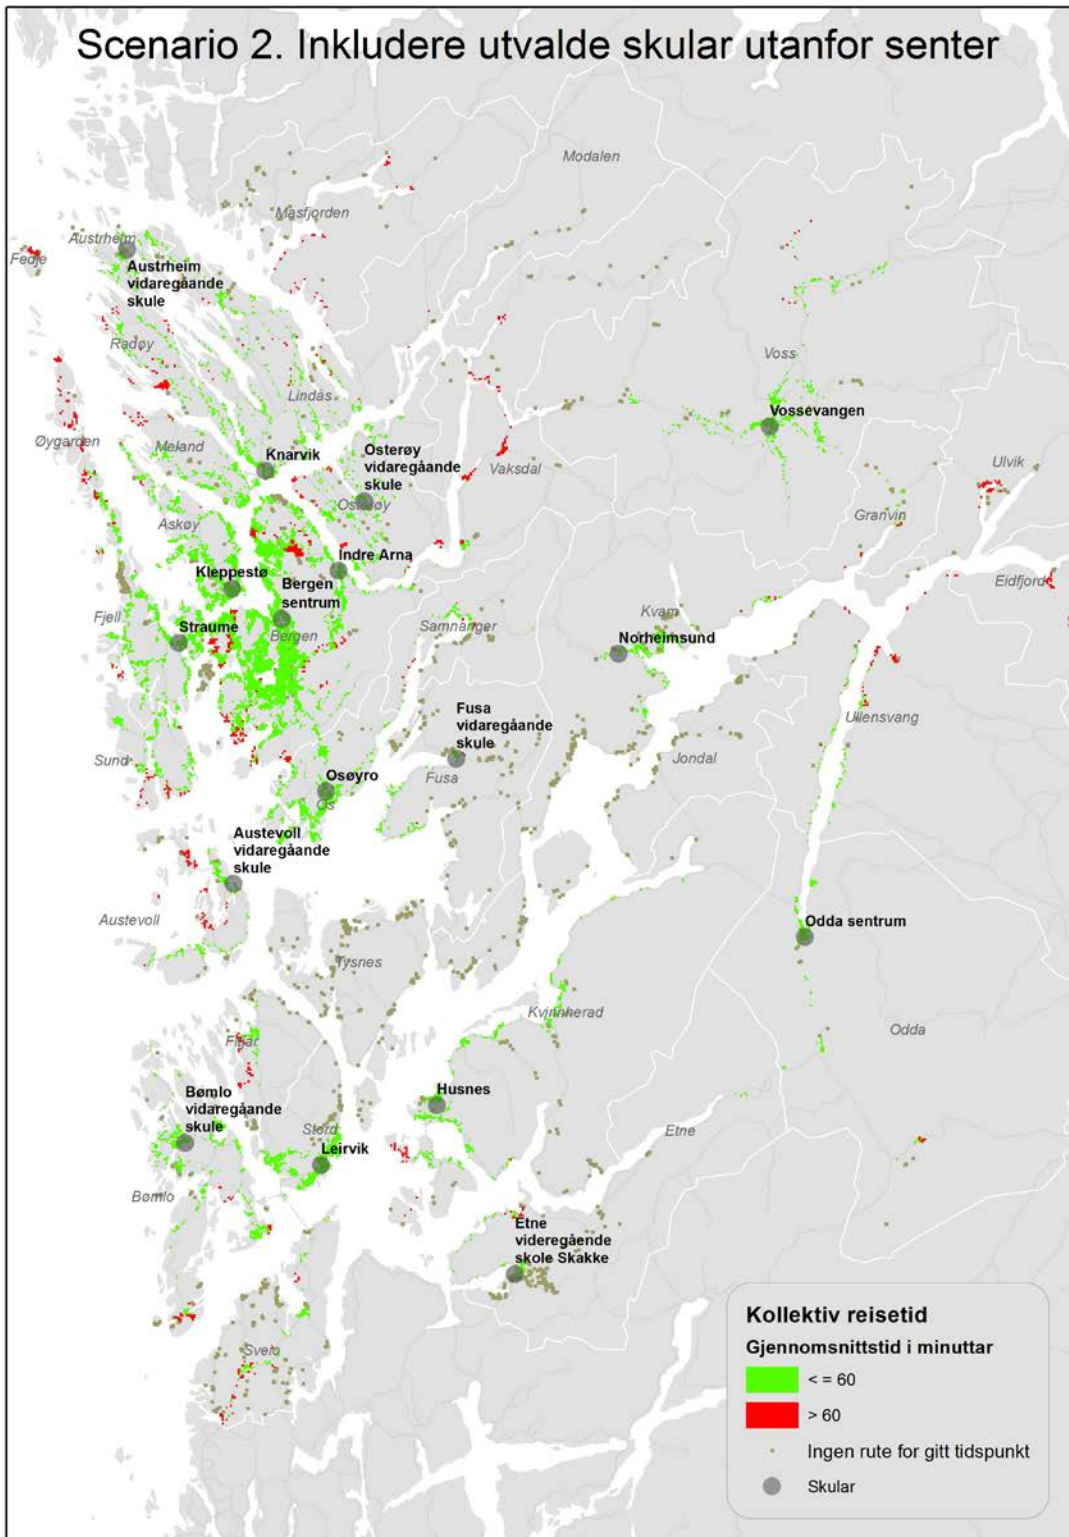 Scenario 2. Inkludere utvalde skular utanfor senter
Modalen
Masfjorden
Austrheim
Fedje
Austrheim
vidaregåande
skule
Radøy
Voss
Lindås
Vossevangen
Øygarden
Meland
Knarvik
Osterøy
vidaregåande
skule
Vaksdal
Ulvik
Osterøy
Granvin
Askøy
Indre Arna
Kleppestø
Bergen
sentrum
Eidfjord
Kvam
Fjell
Straume
Bergen
Samnanger
Norheimsund
Fusa
vidaregåande
skule
Ullensvang
Sund
Jondal
Osøyro
Fusa
Os
Austevoll
vidaregåande
skule
Austevoll
Odda sentrum
Tysnes
Kvinnherad
Odda
Fitjar
Bømlo
vidaregåande
skule
Husnes
Stord
Etne
Leirvik
Bømlo
Etne
videregående
skole Skakke
Sveio
Kollektiv reisetid
Gjennomsnittstid i minuttar
< = 60
> 60
Ingen rute for gitt tidspunkt
Skular